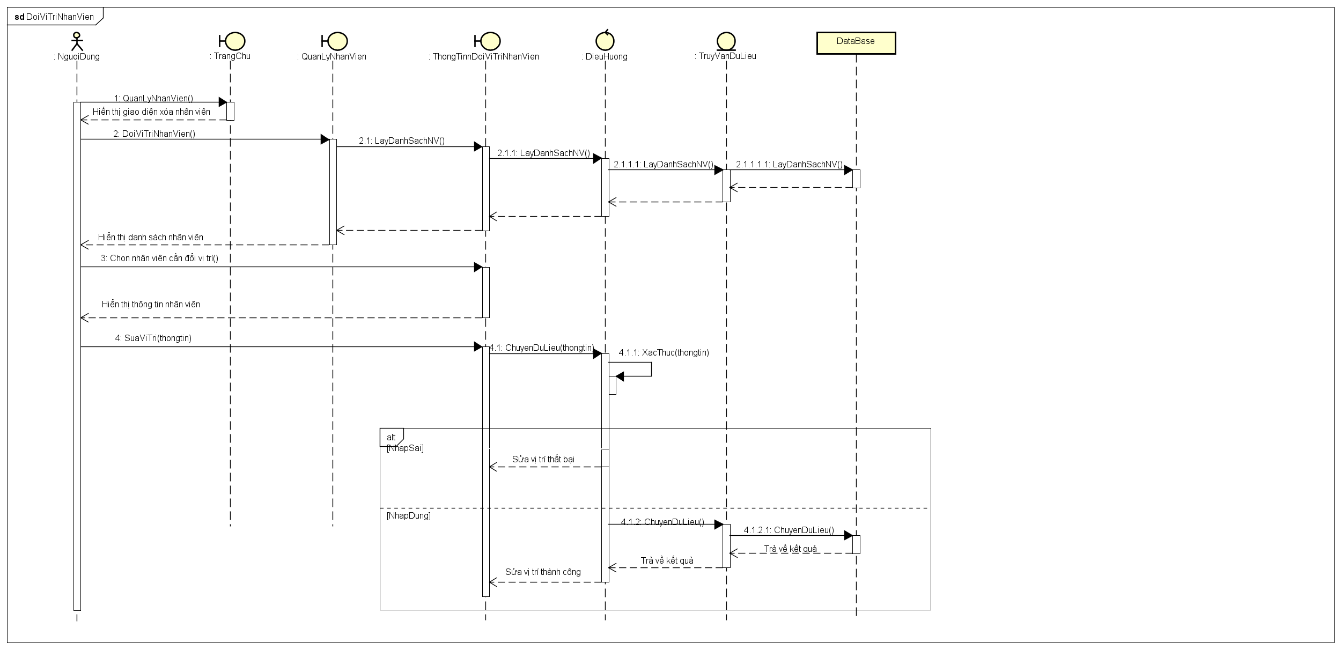 sd DoiViTriNhanVien
: NguoiDung
: TrangChu
QuanLyNhanVien
: ThongTinnDoiViTriNhanVien
: DieuHuong
: TruyVanDuLieu
DataBase
1: QuanLyNhanVien()
Hiển thị giao diện xóa nhân viên
2: DoiViTriNhanVien()
2.1: LayDanhSachNV()
2.1.1: LayDanhSachNV()
2.1.1.1: LayDanhSachNV()
2.1.1.1.1: LayDanhSachNV()
Hiển thị danh sách nhân viên
3: Chọn nhân viên cần đổi vị trí()
Hiển thị thông tin nhân viên
4: SuaViTri(thongtin)
4.1: ChuyenDuLieu(thongtin)
4.1.1: XacThuc(thongtin)
alt
[NhapSai]
Sửa vị trí thất bại
[NhapDung]
4.1.2: ChuyenDuLieu()
4.1.2.1: ChuyenDuLieu()
Trả về kết quả
Trả về kết quả
Sửa vị trí thành công